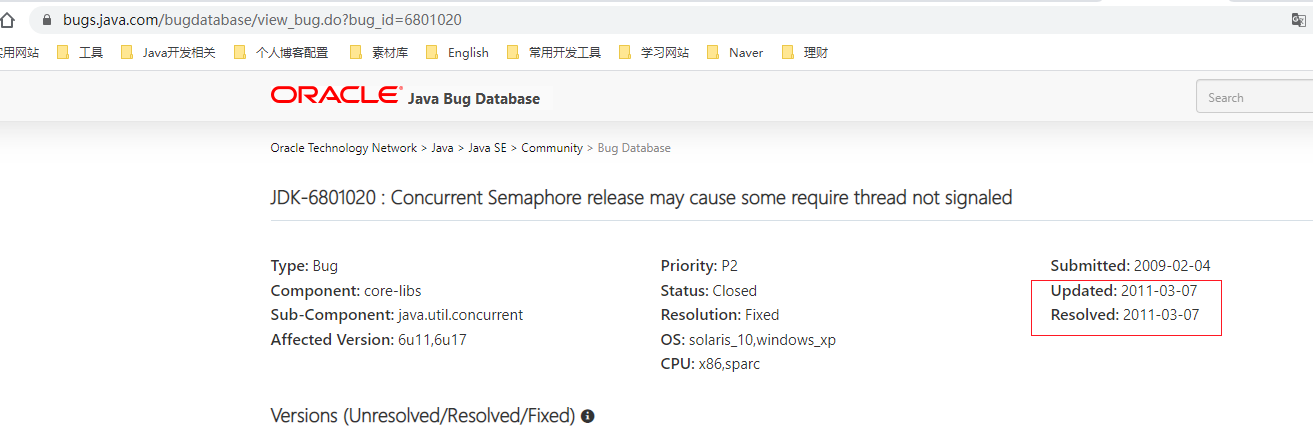 bugs.java.com/bugdatabase/view_bug.do?bug_id=6801020
用网站 工具 Java开发相关 个人博客配置 素材库 English 常用开发工具 学习网站 Naver 理财
ORACLE Java Bug Database Search
Oracle Technology Network > Java > Java SE > Community > Bug Database
JDK-6801020 : Concurrent Semaphore release may cause some require thread not signaled
Type: Bug Priority: P2 Submitted: 2009-02-04
Component: core-libs Status: Closed Updated: 2011-03-07
Sub-Component: java.util.concurrent Resolution: Fixed Resolved: 2011-03-07
Affected Version: 6u11,6u17 OS: solaris_10,windows_xp
CPU: x86,sparc
Versions (Unresolved/Resolved/Fixed)